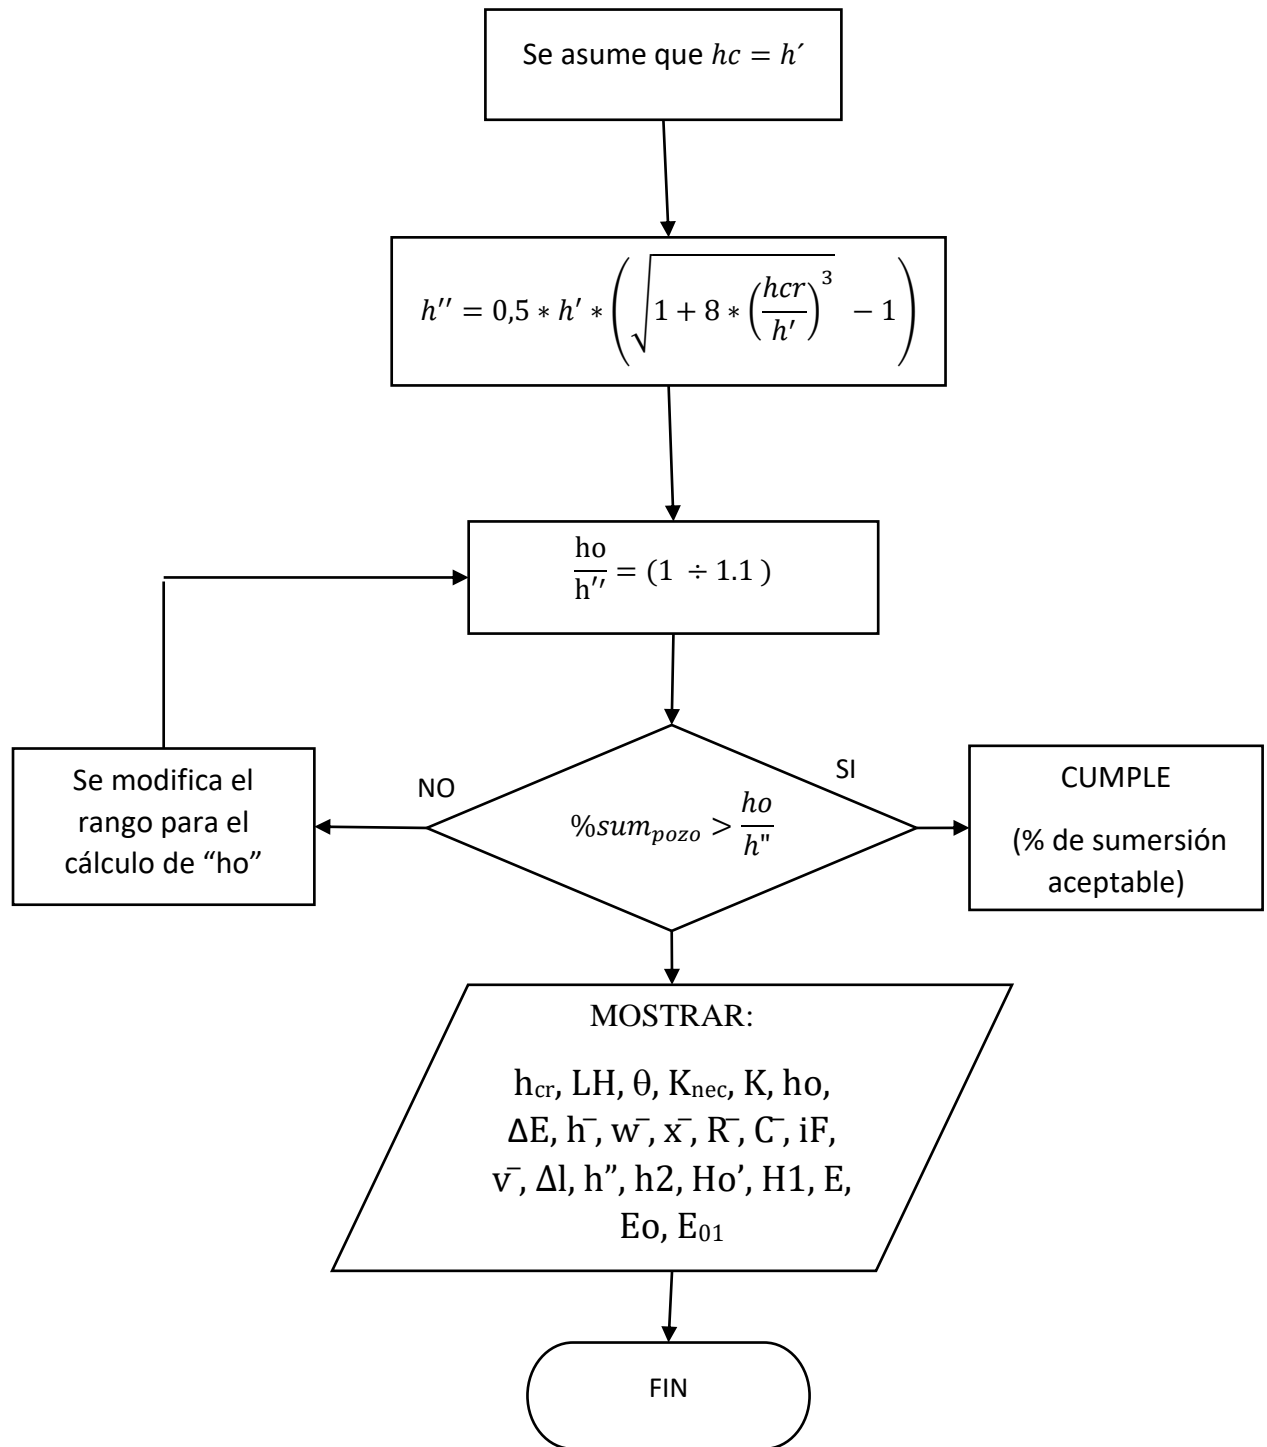 Se asume que hc = h´
h'' = 0,5 * h' * (√(1 + 8 * (hcr/h')³) − 1)
ho/h'' = (1 ÷ 1.1 )
Se modifica el
rango para el
cálculo de “ho”
NO
%sum_pozo > ho/h"
SI
CUMPLE
(% de sumersión
aceptable)
MOSTRAR:
h_cr, LH, θ, K_nec, K, ho,
ΔE, h¯, w¯, x¯, R¯, C¯, iF,
v¯, Δl, h”, h2, Ho’, H1, E,
Eo, E₀₁
FIN